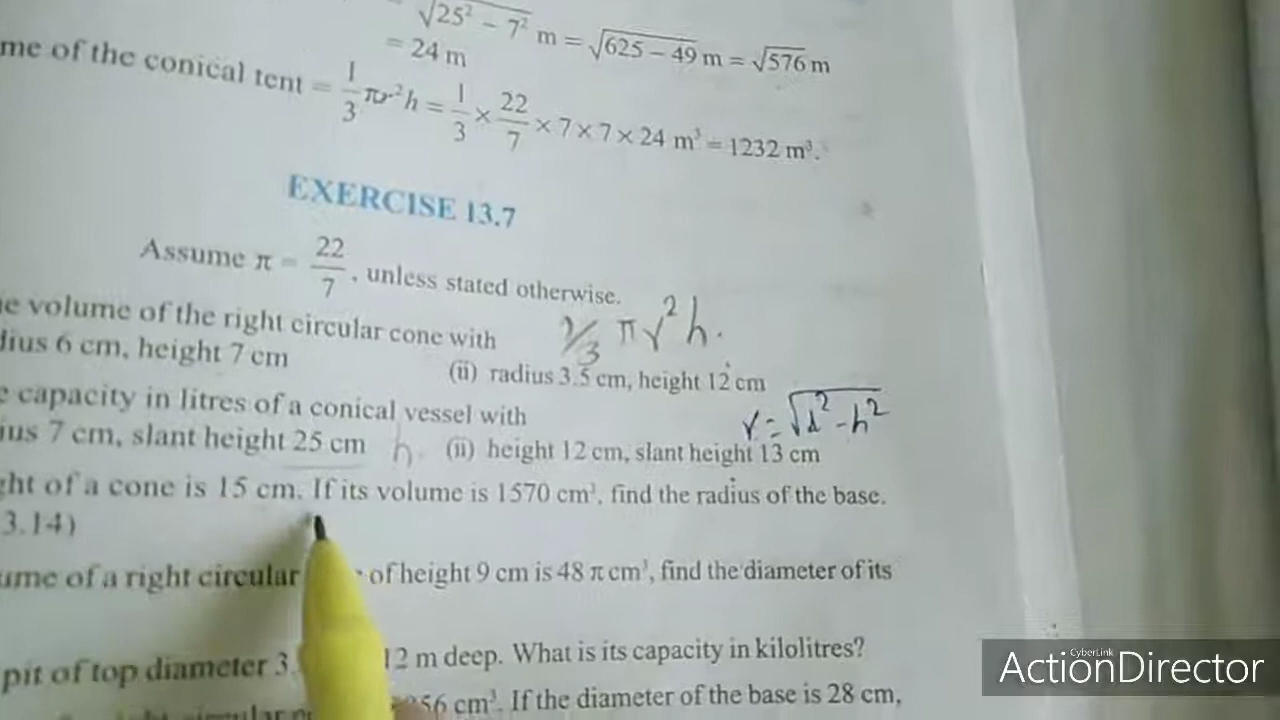 √25² – 7² m = √625 – 49 m = √576 m
= 24 m
me of the conical tent = 1/3 πr²h = 1/3 × 22/7 × 7 × 7 × 24 m³ = 1232 m³.
EXERCISE 13.7
Assume π = 22/7, unless stated otherwise.
e volume of the right circular cone with
1/3 πr²h.
dius 6 cm, height 7 cm (ii) radius 3.5 cm, height 12 cm
e capacity in litres of a conical vessel with
r = √l² - h²
ius 7 cm, slant height 25 cm h. (ii) height 12 cm, slant height 13 cm
ght of a cone is 15 cm. If its volume is 1570 cm³, find the radius of the base.
3.14)
ume of a right circular of height 9 cm is 48 π cm³, find the diameter of its
pit of top diameter 3. 12 m deep. What is its capacity in kilolitres?
56 cm³. If the diameter of the base is 28 cm,
CyberLink
ActionDirector